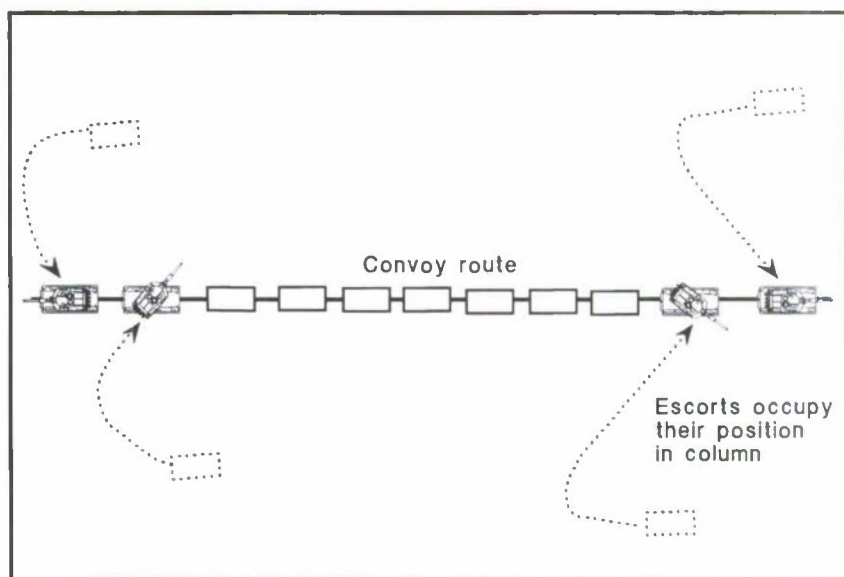 Convoy route
Escorts occupy
their position
in column